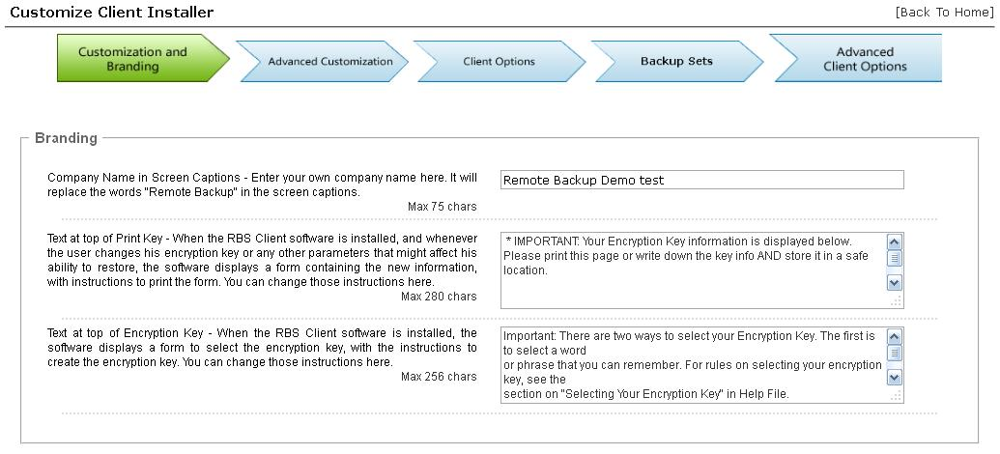 Customize Client Installer
[Back To Home]
Customization and
Branding
Advanced Customization
Client Options
Backup Sets
Advanced
Client Options
Branding
Company Name in Screen Captions - Enter your own company name here. It will
replace the words "Remote Backup" in the screen captions.
Max 75 chars
Remote Backup Demo test
Text at top of Print Key - When the RBS Client software is installed, and whenever
the user changes his encryption key or any other parameters that might affect his
ability to restore, the software displays a form containing the new information,
with instructions to print the form. You can change those instructions here.
Max 280 chars
* IMPORTANT: Your Encryption Key information is displayed below.
Please print this page or write down the key info AND store it in a safe
location.
Text at top of Encryption Key - When the RBS Client software is installed, the
software displays a form to select the encryption key, with the instructions to
create the encryption key. You can change those instructions here.
Max 256 chars
Important: There are two ways to select your Encryption Key. The first is
to select a word
or phrase that you can remember. For rules on selecting your encryption
key, see the
section on "Selecting Your Encryption Key" in Help File.